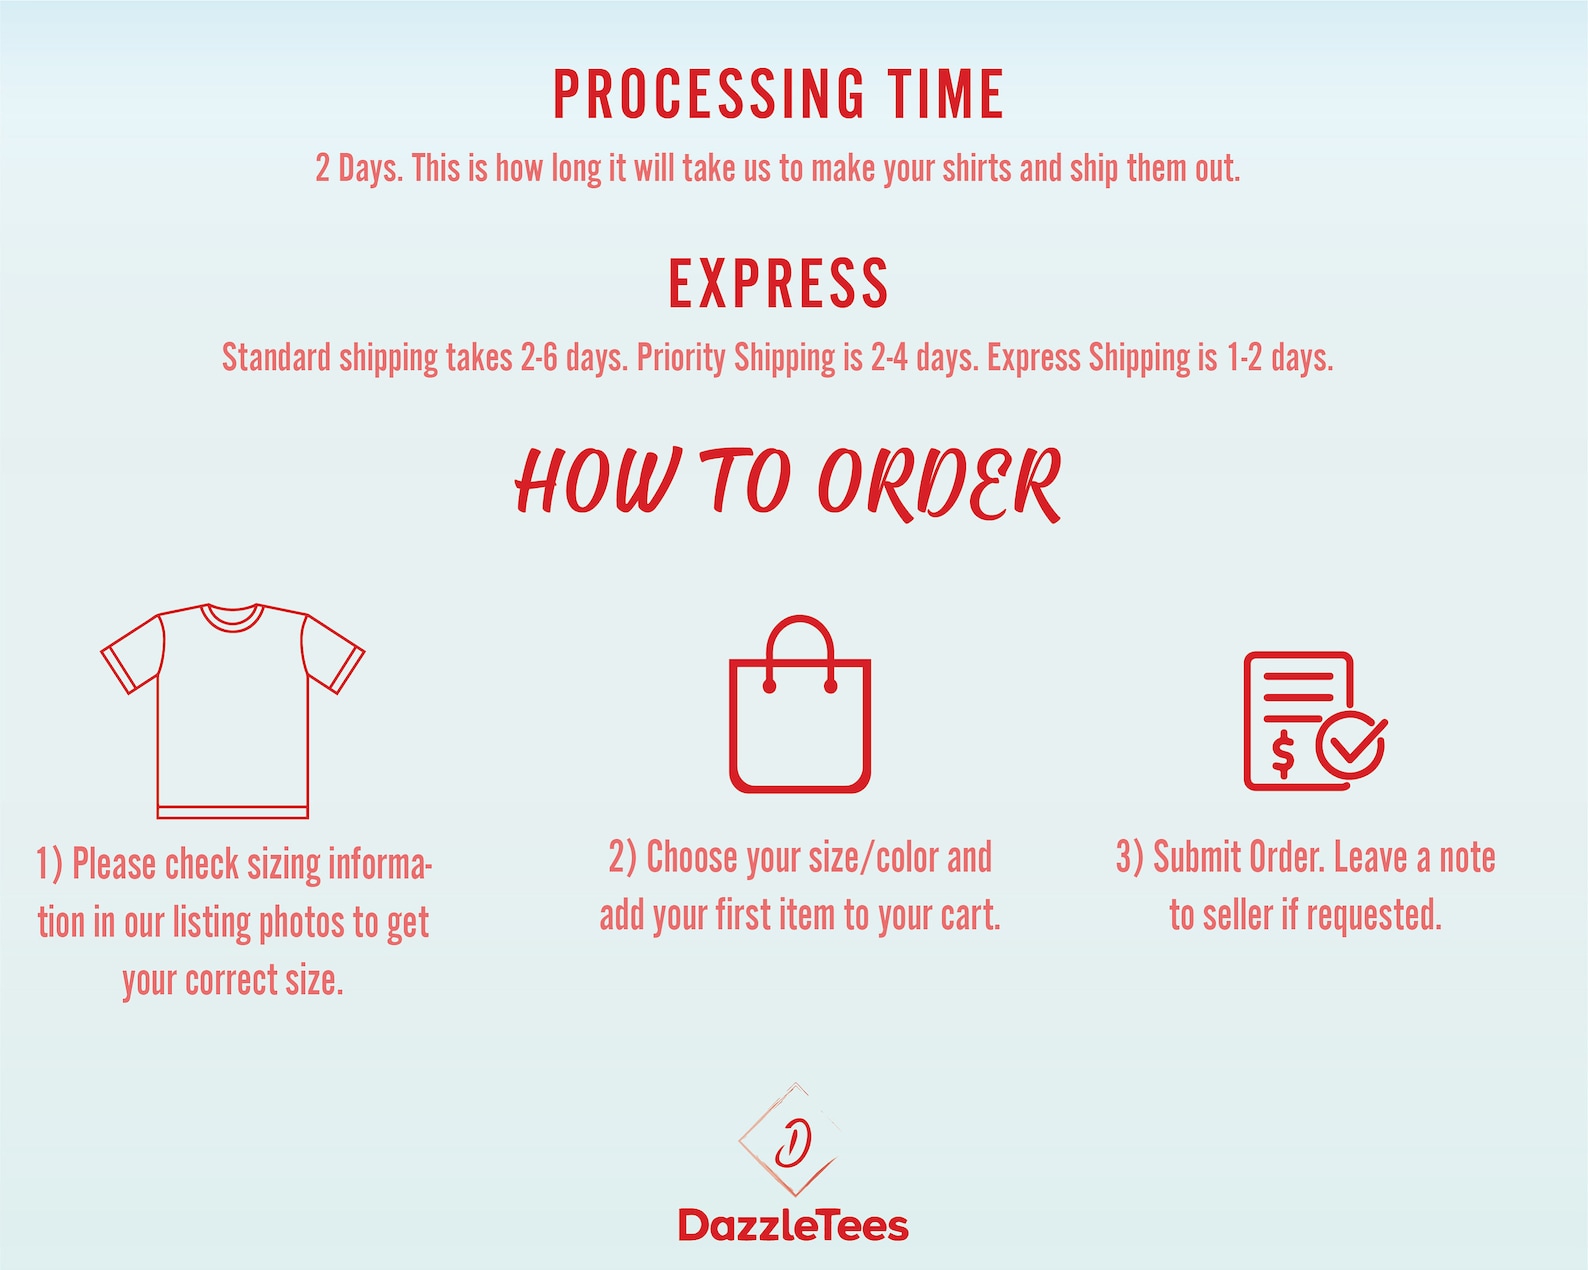 PROCESSING TIME
2 Days. This is how long it will take us to make your shirts and ship them out.
EXPRESS
Standard shipping takes 2-6 days. Priority Shipping is 2-4 days. Express Shipping is 1-2 days.
HOW TO ORDER
1) Please check sizing informa-
tion in our listing photos to get
your correct size.
2) Choose your size/color and
add your first item to your cart.
$
3) Submit Order. Leave a note
to seller if requested.
D
DazzleTees